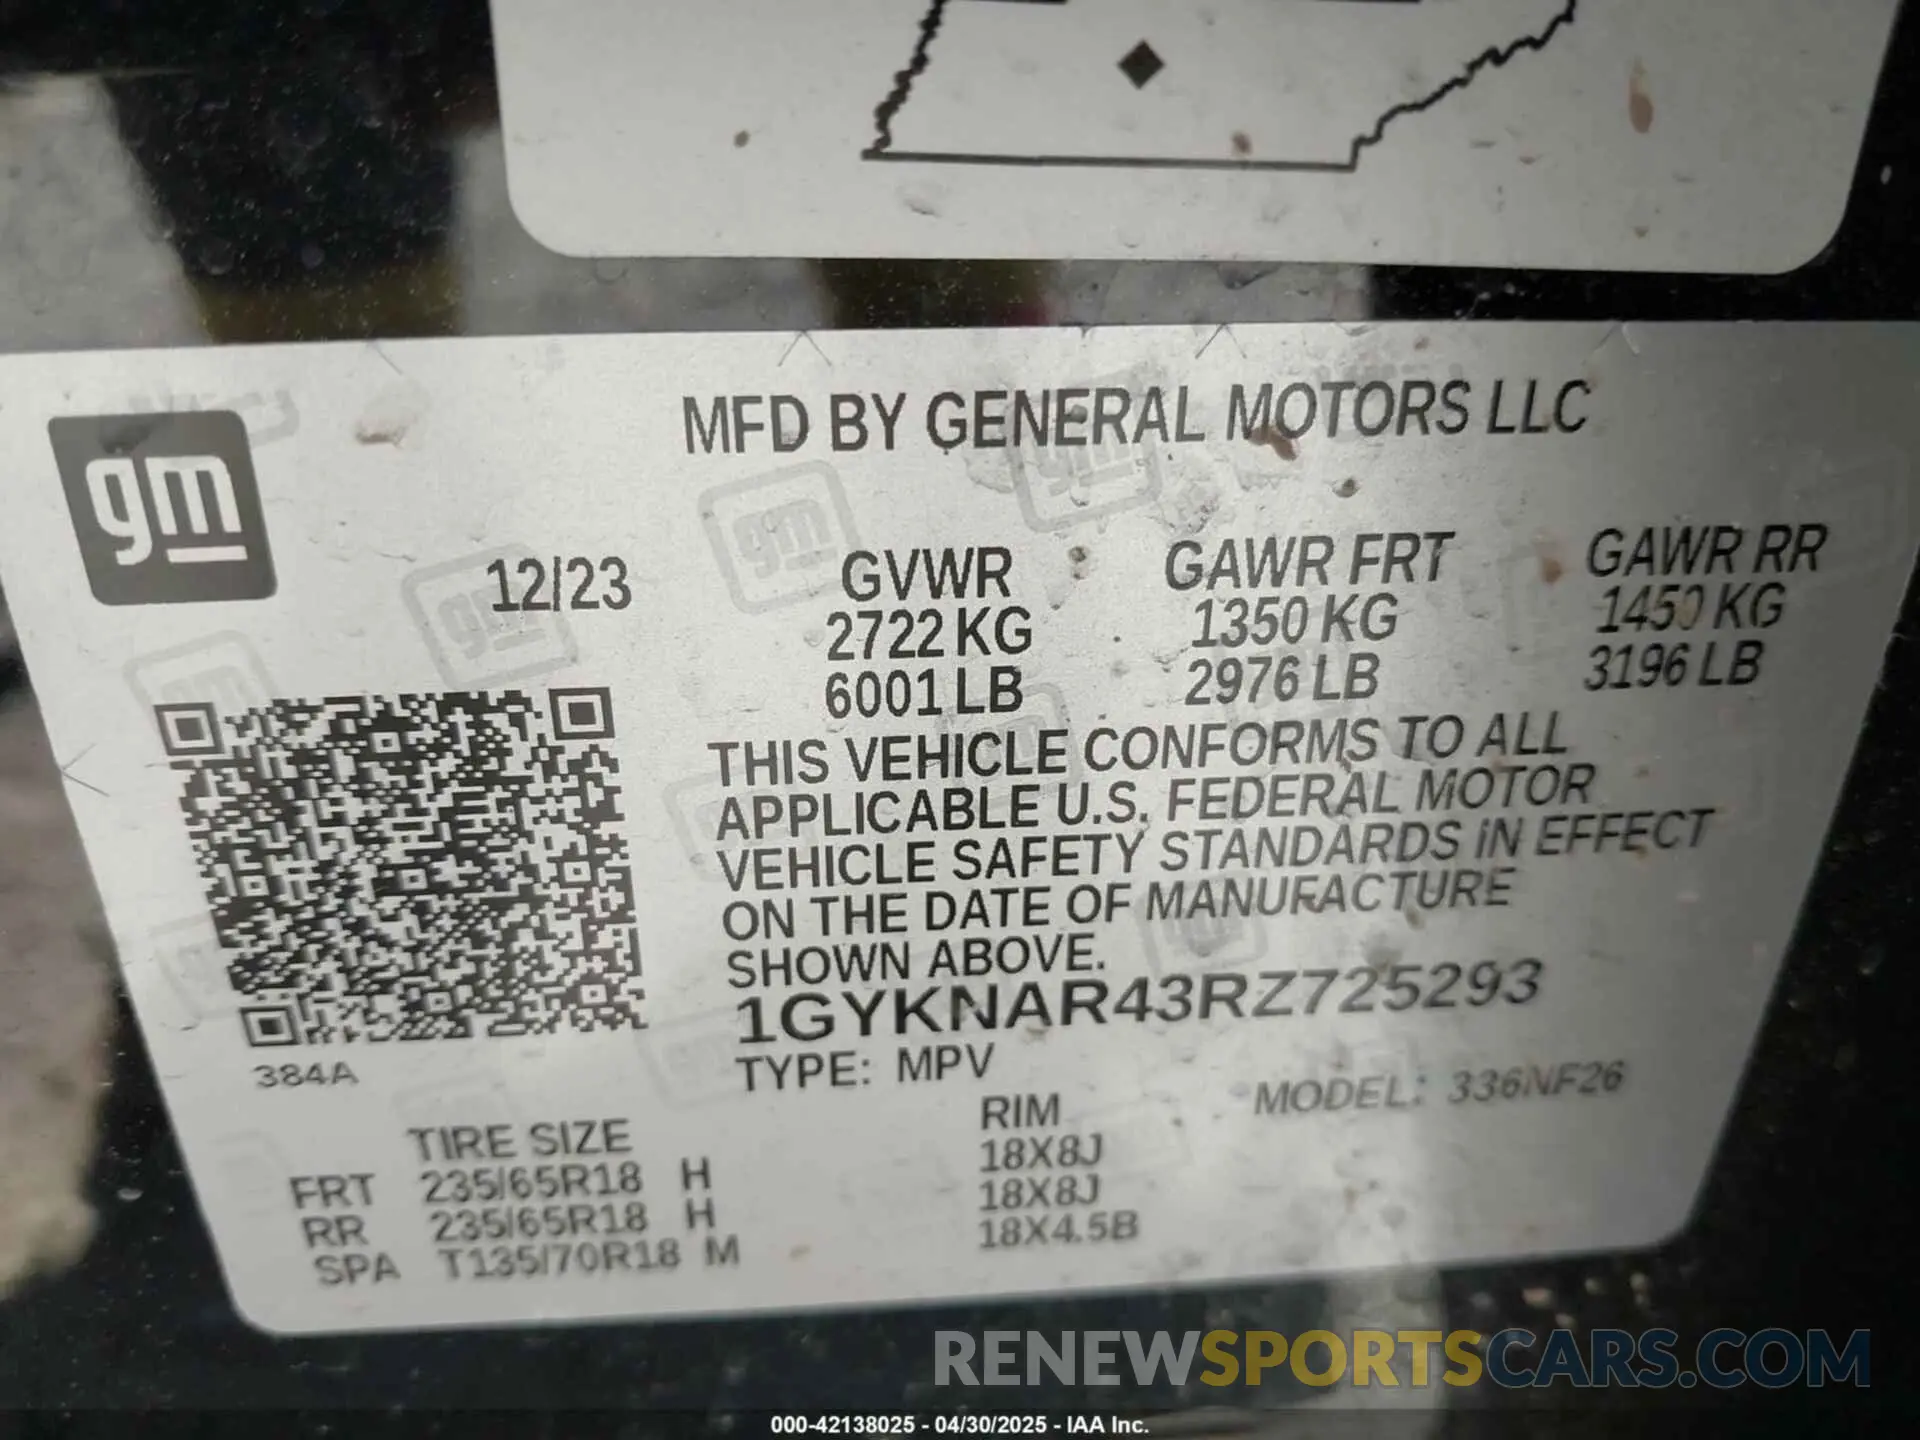 gm
MFD BY GENERAL MOTORS LLC
12/23 GVWR GAWR FRT GAWR RR
2722 KG 1350 KG 1450 KG
6001 LB 2976 LB 3196 LB
THIS VEHICLE CONFORMS TO ALL
APPLICABLE U.S. FEDERAL MOTOR
VEHICLE SAFETY STANDARDS IN EFFECT
ON THE DATE OF MANUFACTURE
SHOWN ABOVE.
1GYKNAR43RZ725293
384A
TYPE: MPV MODEL: 336NF26
TIRE SIZE RIM
FRT 235/65R18 H 18X8J
RR 235/65R18 H 18X8J
SPA T135/70R18 M 18X4.5B
RENEWSPORTSCARS.COM
000-42138025 - 04/30/2025 - IAA Inc.